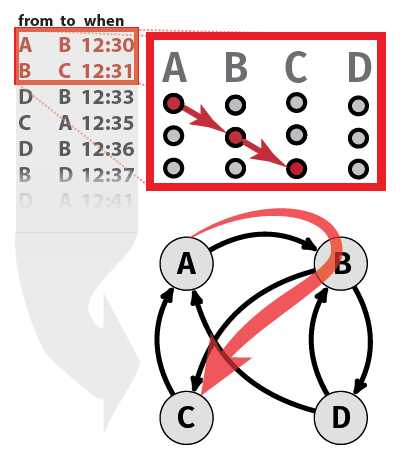 from to when
A B 12:30
B C 12:31
D B 12:33
C A 12:35
D B 12:36
B D 12:37
D A 12:41
A B C D
A B
C D